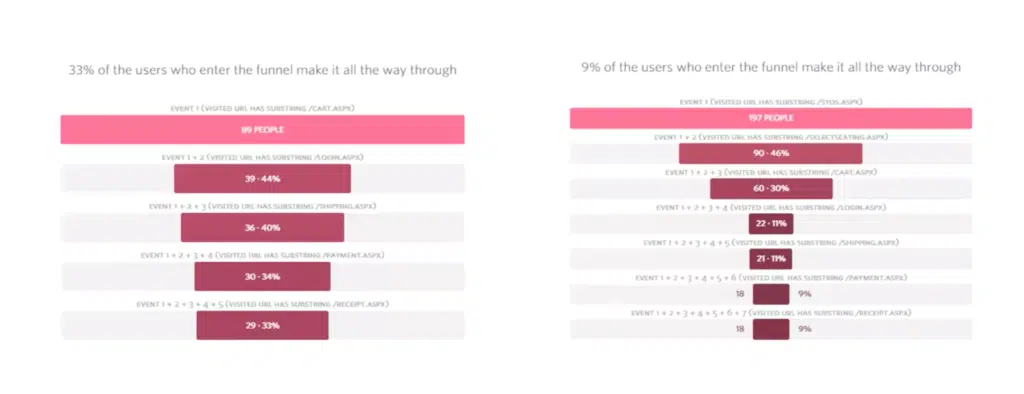 33% of the users who enter the funnel make it all the way through
EVENT 1 (VISITED URL HAS SUBSTRING /CART.ASPX)
89 PEOPLE
EVENT 1 + 2 (VISITED URL HAS SUBSTRING /LOGIN.ASPX)
39 · 44%
EVENT 1 + 2 + 3 (VISITED URL HAS SUBSTRING /SHIPPING.ASPX)
36 · 40%
EVENT 1 + 2 + 3 + 4 (VISITED URL HAS SUBSTRING /PAYMENT.ASPX)
30 · 34%
EVENT 1 + 2 + 3 + 4 + 5 (VISITED URL HAS SUBSTRING /RECEIPT.ASPX)
29 · 33%
9% of the users who enter the funnel make it all the way through
EVENT 1 (VISITED URL HAS SUBSTRING /SYOS.ASPX)
197 PEOPLE
EVENT 1 + 2 (VISITED URL HAS SUBSTRING /SELECTSEATING.ASPX)
90 · 46%
EVENT 1 + 2 + 3 (VISITED URL HAS SUBSTRING /CART.ASPX)
60 · 30%
EVENT 1 + 2 + 3 + 4 (VISITED URL HAS SUBSTRING /LOGIN.ASPX)
22 · 11%
EVENT 1 + 2 + 3 + 4 + 5 (VISITED URL HAS SUBSTRING /SHIPPING.ASPX)
21 · 11%
EVENT 1 + 2 + 3 + 4 + 5 + 6 (VISITED URL HAS SUBSTRING /PAYMENT.ASPX)
18 9%
EVENT 1 + 2 + 3 + 4 + 5 + 6 + 7 (VISITED URL HAS SUBSTRING /RECEIPT.ASPX)
18 9%